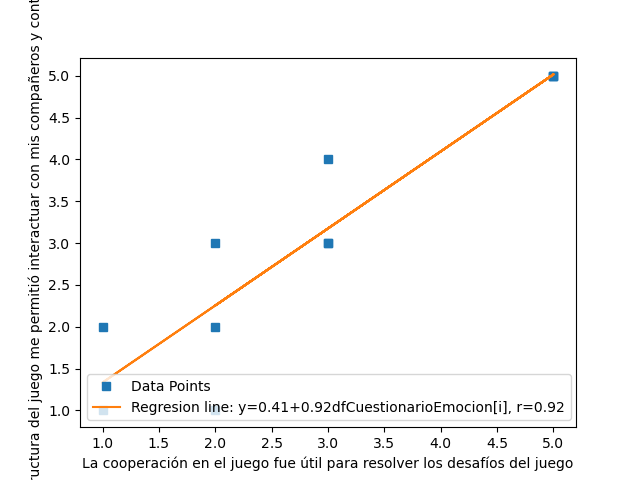 ructura del juego me permitió interactuar con mis compañeros y cont
5.0
4.5
4.0
3.5
3.0
2.5
2.0
1.5
1.0
Data Points
Regresion line: y=0.41+0.92dfCuestionarioEmocion[i], r=0.92
1.0 1.5 2.0 2.5 3.0 3.5 4.0 4.5 5.0
La cooperación en el juego fue útil para resolver los desafíos del juego